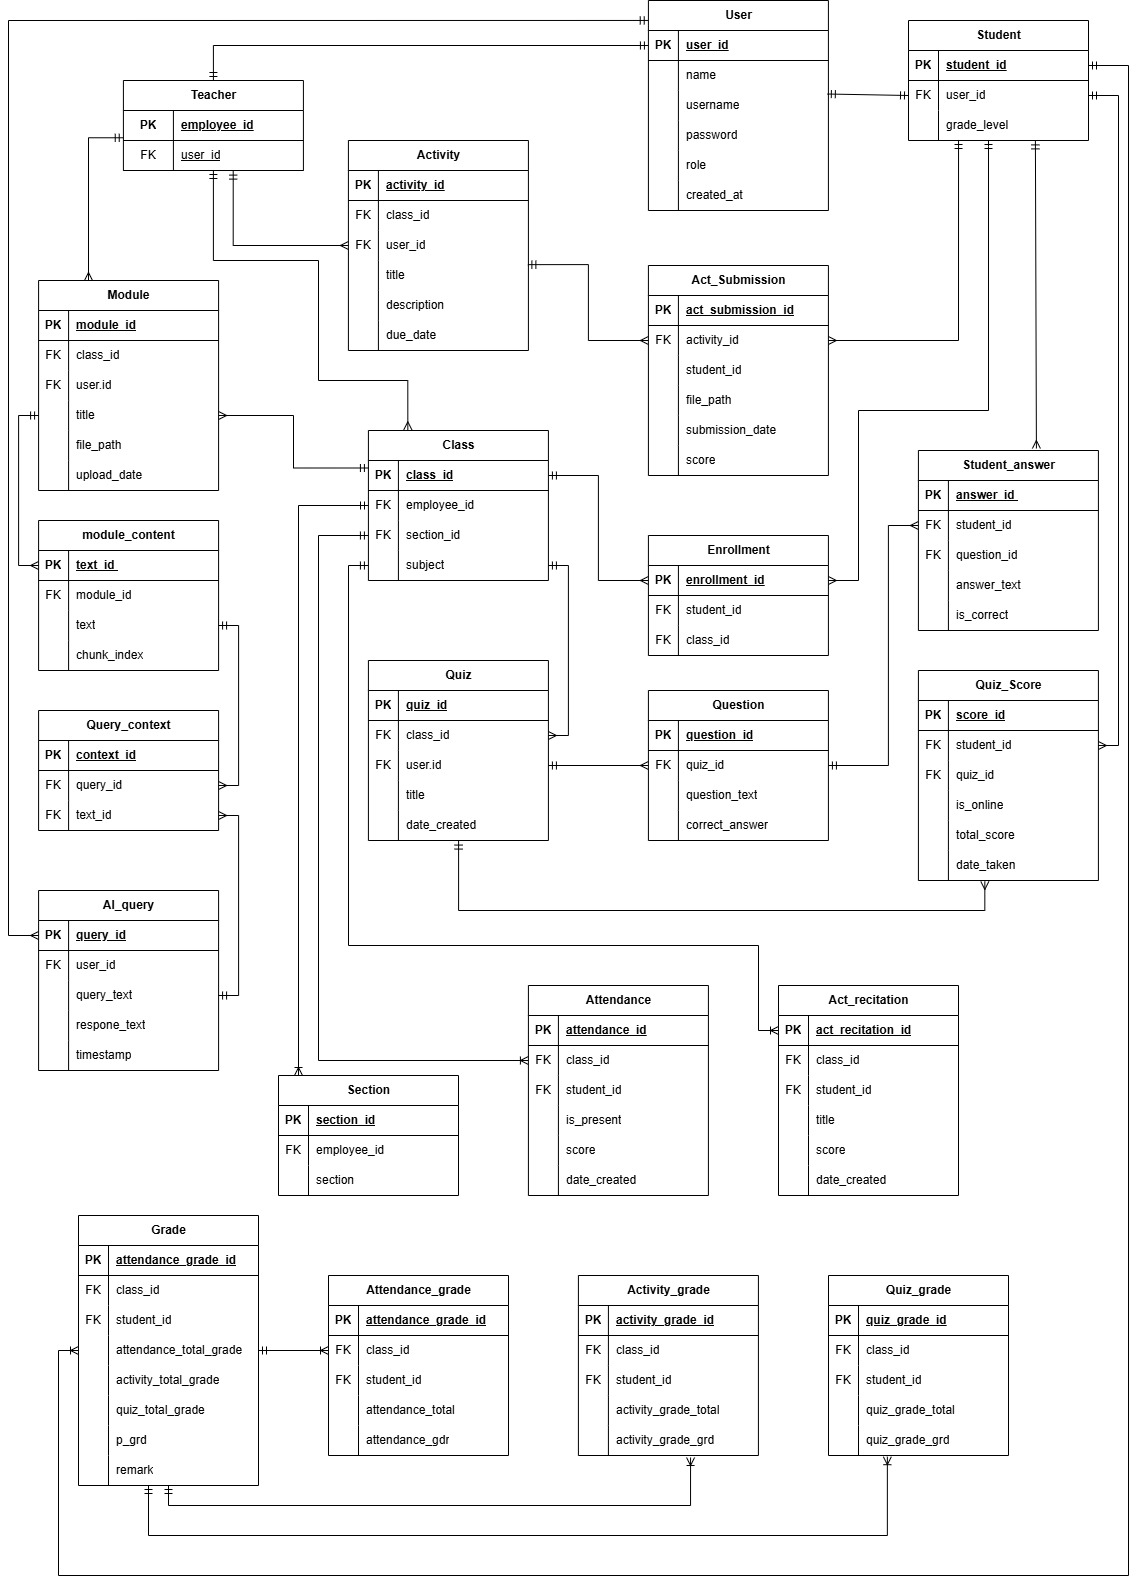 User
PK user_id
name
username
password
role
created_at
Student
PK student_id
FK user_id
grade_level
Teacher
PK employee_id
FK user_id
Activity
PK activity_id
FK class_id
FK user_id
title
description
due_date
Act_Submission
PK act_submission_id
FK activity_id
student_id
file_path
submission_date
score
Module
PK module_id
FK class_id
FK user.id
title
file_path
upload_date
Class
PK class_id
FK employee_id
FK section_id
subject
Student_answer
PK answer_id
FK student_id
FK question_id
answer_text
is_correct
module_content
PK text_id
FK module_id
text
chunk_index
Enrollment
PK enrollment_id
FK student_id
FK class_id
Quiz
PK quiz_id
FK class_id
FK user.id
title
date_created
Question
PK question_id
FK quiz_id
question_text
correct_answer
Quiz_Score
PK score_id
FK student_id
FK quiz_id
is_online
total_score
date_taken
Query_context
PK context_id
FK query_id
FK text_id
AI_query
PK query_id
FK user_id
query_text
respone_text
timestamp
Attendance
PK attendance_id
FK class_id
FK student_id
is_present
score
date_created
Act_recitation
PK act_recitation_id
FK class_id
FK student_id
title
score
date_created
Section
PK section_id
FK employee_id
section
Grade
PK attendance_grade_id
FK class_id
FK student_id
attendance_total_grade
activity_total_grade
quiz_total_grade
p_grd
remark
Attendance_grade
PK attendance_grade_id
FK class_id
FK student_id
attendance_total
attendance_gdr
Activity_grade
PK activity_grade_id
FK class_id
FK student_id
activity_grade_total
activity_grade_grd
Quiz_grade
PK quiz_grade_id
FK class_id
FK student_id
quiz_grade_total
quiz_grade_grd